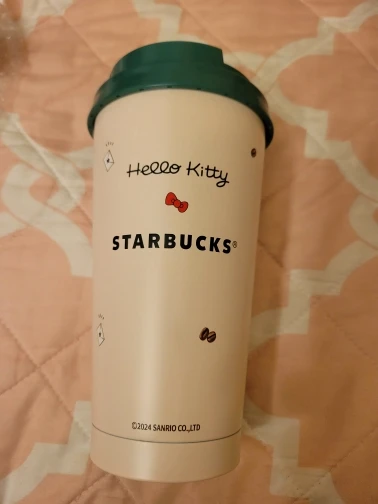 Hello Kitty
STARBUCKS®
©2024 SANRIO CO.,LTD